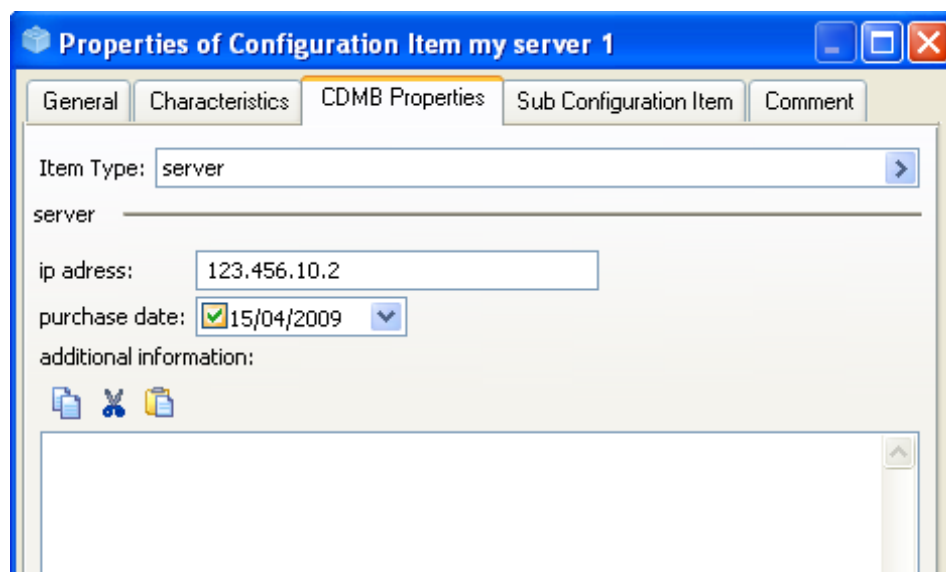 Properties of Configuration Item my server 1
General Characteristics CDMB Properties Sub Configuration Item Comment
Item Type: server
server
ip adress: 123.456.10.2
purchase date: 15/04/2009
additional information: